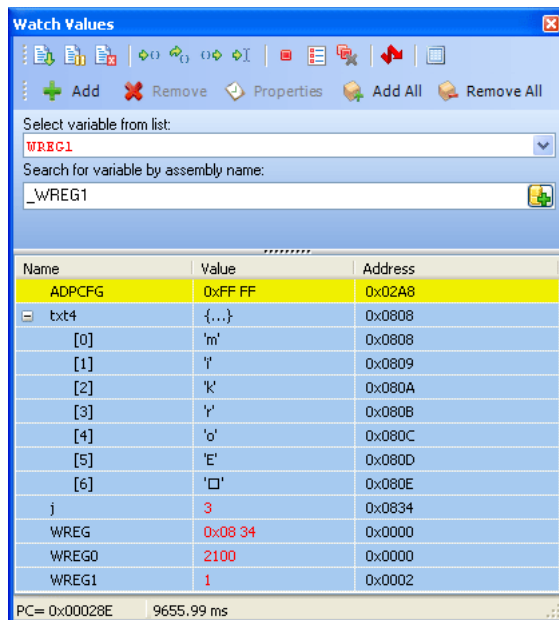 Watch Values
Add Remove Properties Add All Remove All
Select variable from list:
WREG1
Search for variable by assembly name:
_WREG1
Name Value Address
ADPCFG 0xFF FF 0x02A8
txt4 {...} 0x0808
[0] 'm' 0x0808
[1] 'i' 0x0809
[2] 'k' 0x080A
[3] 'r' 0x080B
[4] 'o' 0x080C
[5] 'E' 0x080D
[6] '□' 0x080E
j 3 0x0834
WREG 0x08 34 0x0000
WREG0 2100 0x0000
WREG1 1 0x0002
PC= 0x00028E 9655.99 ms